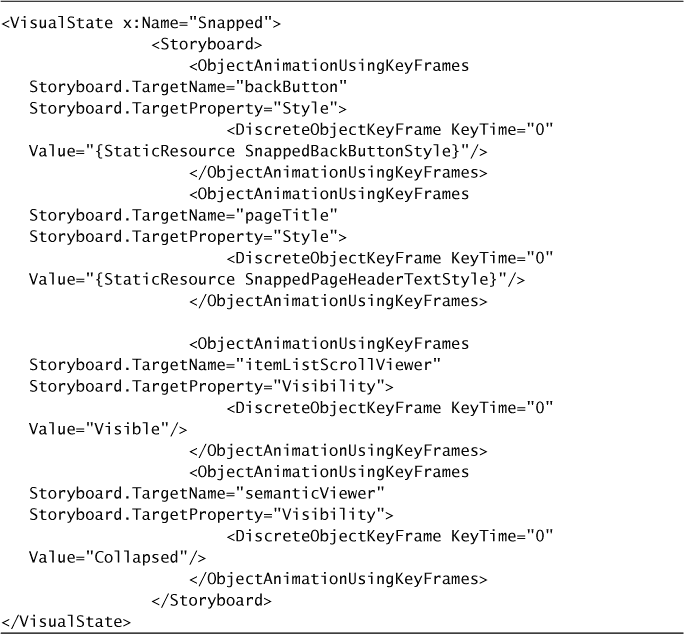 <VisualState x:Name="Snapped">
<Storyboard>
<ObjectAnimationUsingKeyFrames
Storyboard.TargetName="backButton"
Storyboard.TargetProperty="Style">
<DiscreteObjectKeyFrame KeyTime="0"
Value="{StaticResource SnappedBackButtonStyle}"/>
</ObjectAnimationUsingKeyFrames>
<ObjectAnimationUsingKeyFrames
Storyboard.TargetName="pageTitle"
Storyboard.TargetProperty="Style">
<DiscreteObjectKeyFrame KeyTime="0"
Value="{StaticResource SnappedPageHeaderTextStyle}"/>
</ObjectAnimationUsingKeyFrames>
<ObjectAnimationUsingKeyFrames
Storyboard.TargetName="itemListScrollViewer"
Storyboard.TargetProperty="Visibility">
<DiscreteObjectKeyFrame KeyTime="0"
Value="Visible"/>
</ObjectAnimationUsingKeyFrames>
<ObjectAnimationUsingKeyFrames
Storyboard.TargetName="semanticViewer"
Storyboard.TargetProperty="Visibility">
<DiscreteObjectKeyFrame KeyTime="0"
Value="Collapsed"/>
</ObjectAnimationUsingKeyFrames>
</Storyboard>
</VisualState>